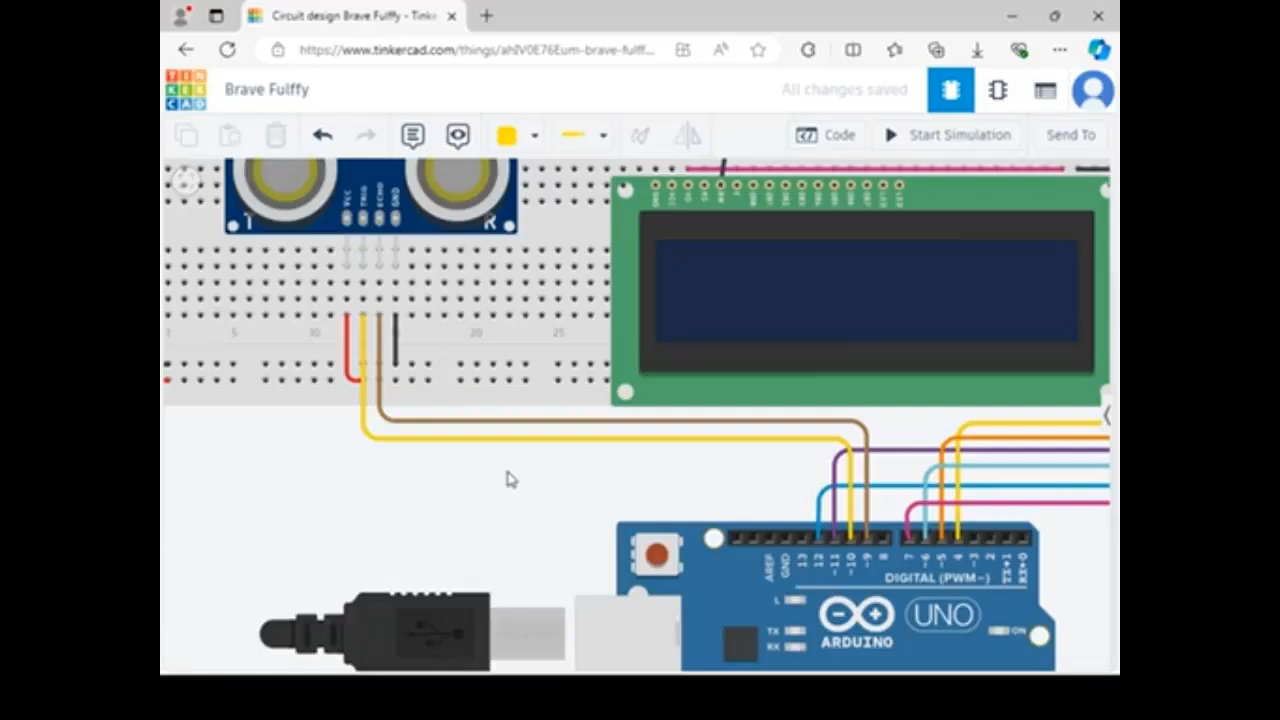 Circuit design Brave Fulffy - Tinke
https://www.tinkercad.com/things/ahIV0E76Eum-brave-fulff...
TIN
KER
CAD
Brave Fulffy
All changes saved
Code
Start Simulation
Send To
VCC
TRIG
ECHO
GND
T
R
5
10
20
25
AREF
GND
13
12
~11
~10
~9
8
7
~6
~5
4
~3
2
TX→1
RX←0
DIGITAL (PWM~)
L
TX
RX
ARDUINO
UNO
ON